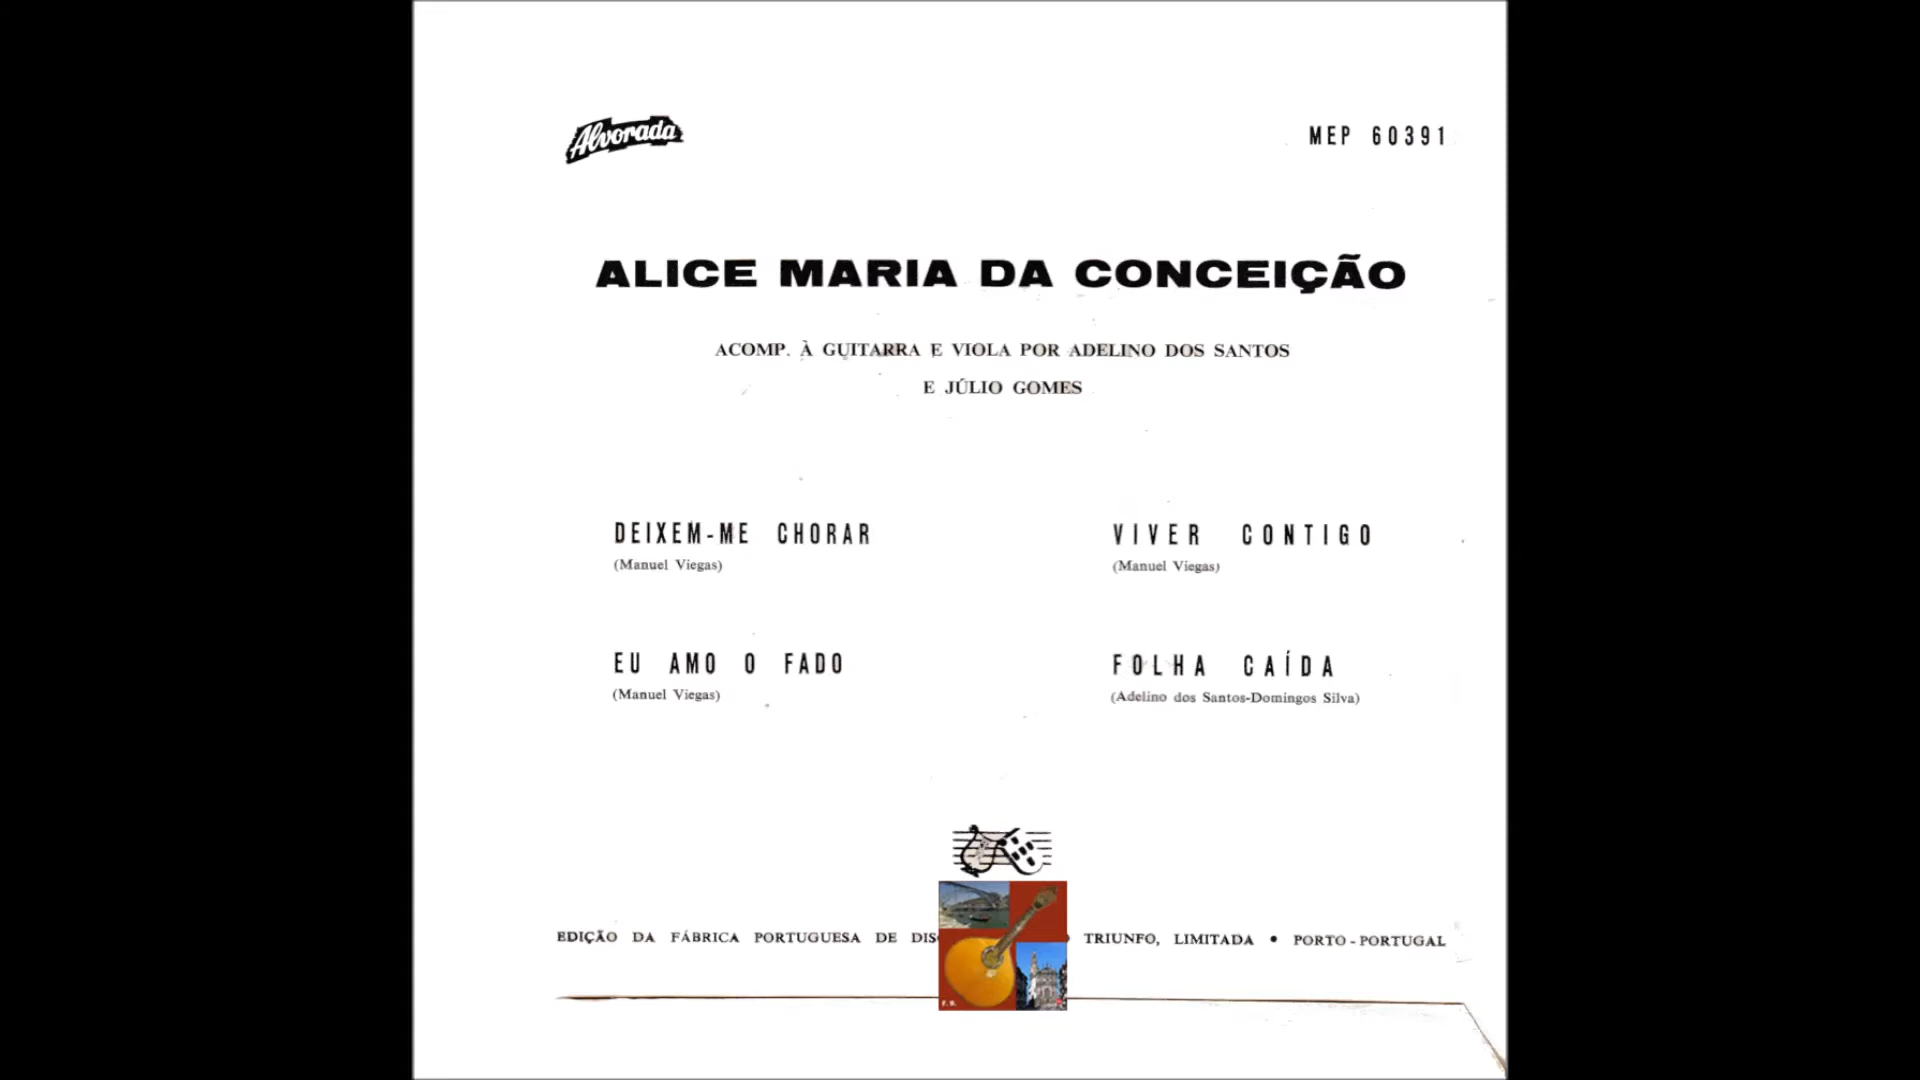 Alvorada
MEP 60391
ALICE MARIA DA CONCEIÇÃO
ACOMP. À GUITARRA E VIOLA POR ADELINO DOS SANTOS
E JÚLIO GOMES
DEIXEM-ME CHORAR
(Manuel Viegas)
EU AMO O FADO
(Manuel Viegas)
VIVER CONTIGO
(Manuel Viegas)
FOLHA CAÍDA
(Adelino dos Santos-Domingos Silva)
EDIÇÃO DA FÁBRICA PORTUGUESA DE TRIUNFO, LIMITADA • PORTO - PORTUGAL